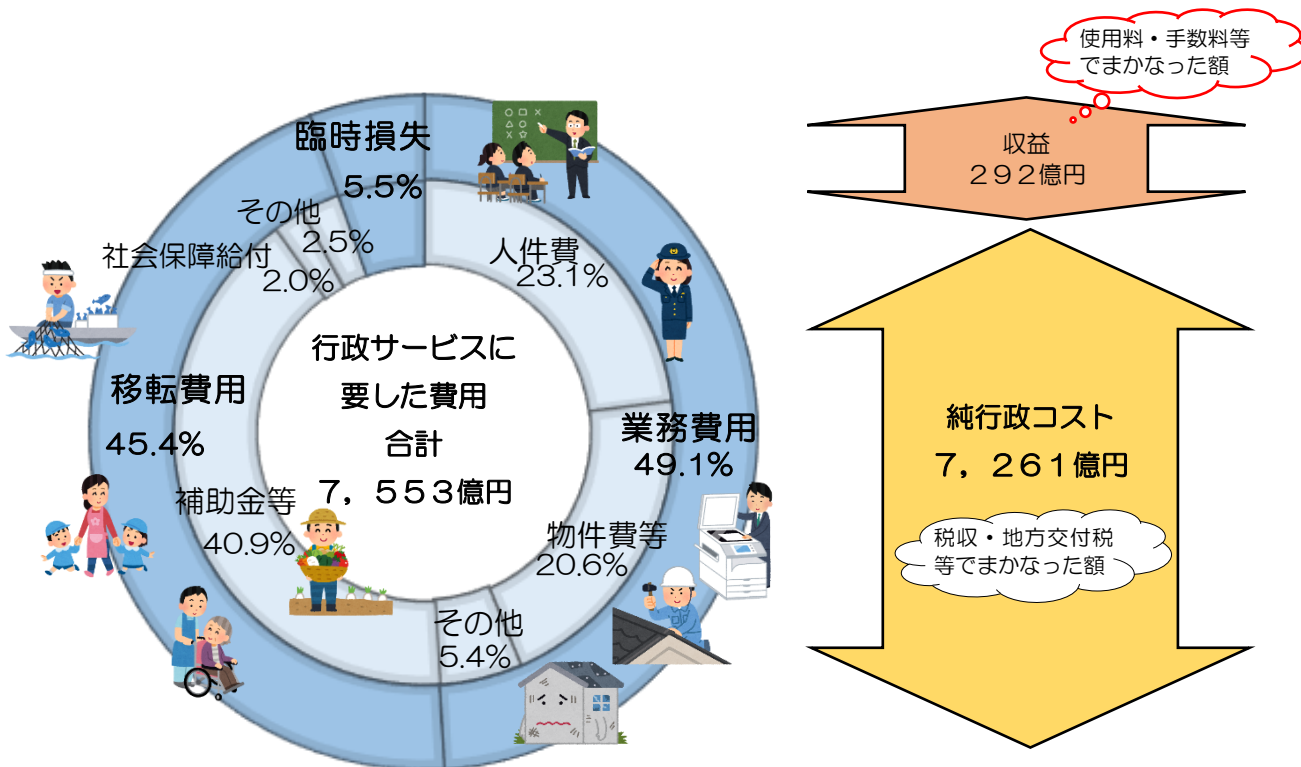 使用料・手数料等
でまかなった額
収益
２９２億円
臨時損失
5.5%
その他
2.5%
社会保障給付
2.0%
人件費
23.1%
行政サービスに
要した費用
合計
７，５５３億円
移転費用
45.4%
業務費用
49.1%
補助金等
40.9%
物件費等
20.6%
その他
5.4%
純行政コスト
７，２６１億円
税収・地方交付税
等でまかなった額